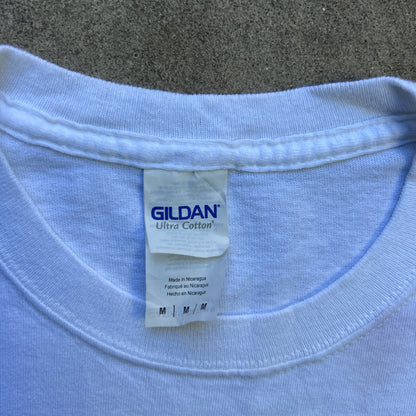 GILDAN®
Ultra Cotton®
Made in Nicaragua
Fabriqué au Nicaragua
Hecho en Nicaragua
M | M / M